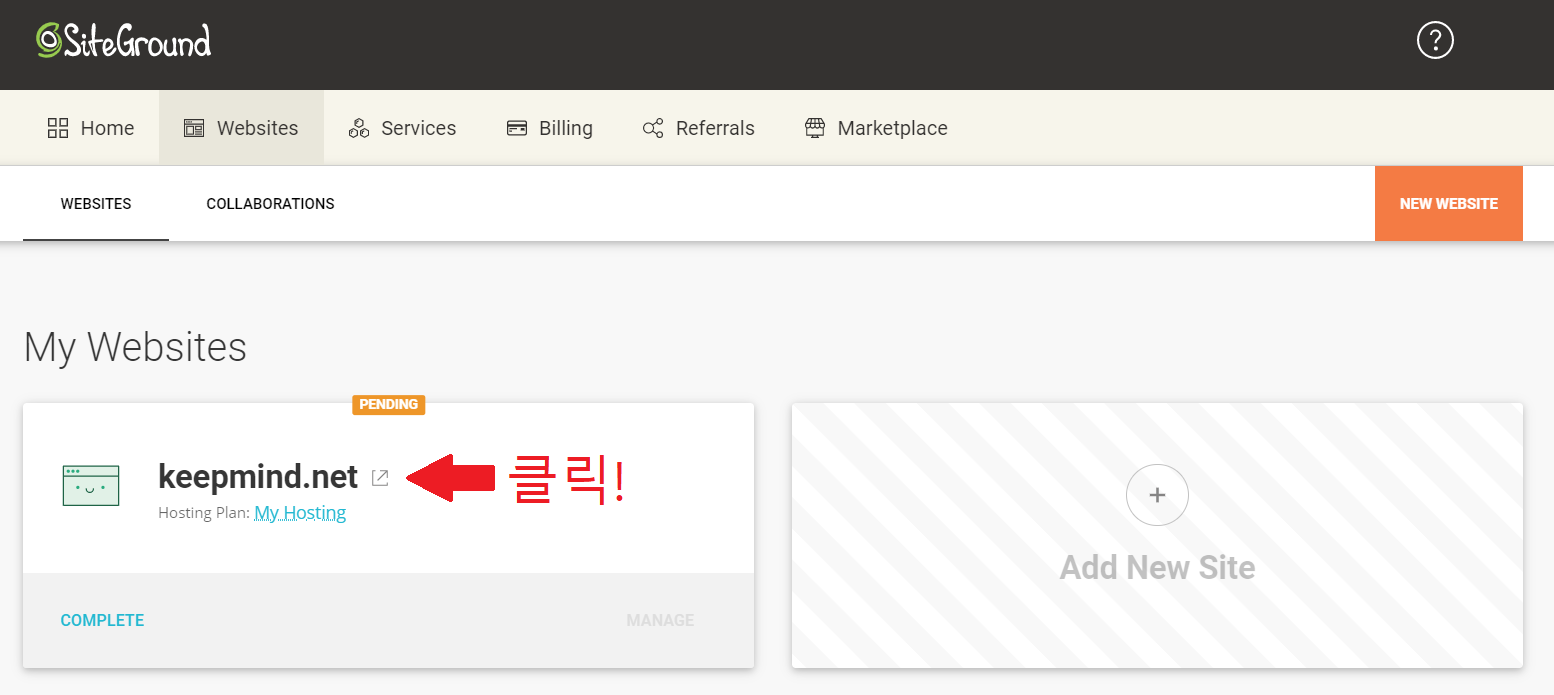 SiteGround
?
Home Websites Services Billing Referrals Marketplace
WEBSITES COLLABORATIONS NEW WEBSITE
My Websites
PENDING
keepmind.net 클릭!
Hosting Plan: My Hosting
COMPLETE MANAGE
+
Add New Site